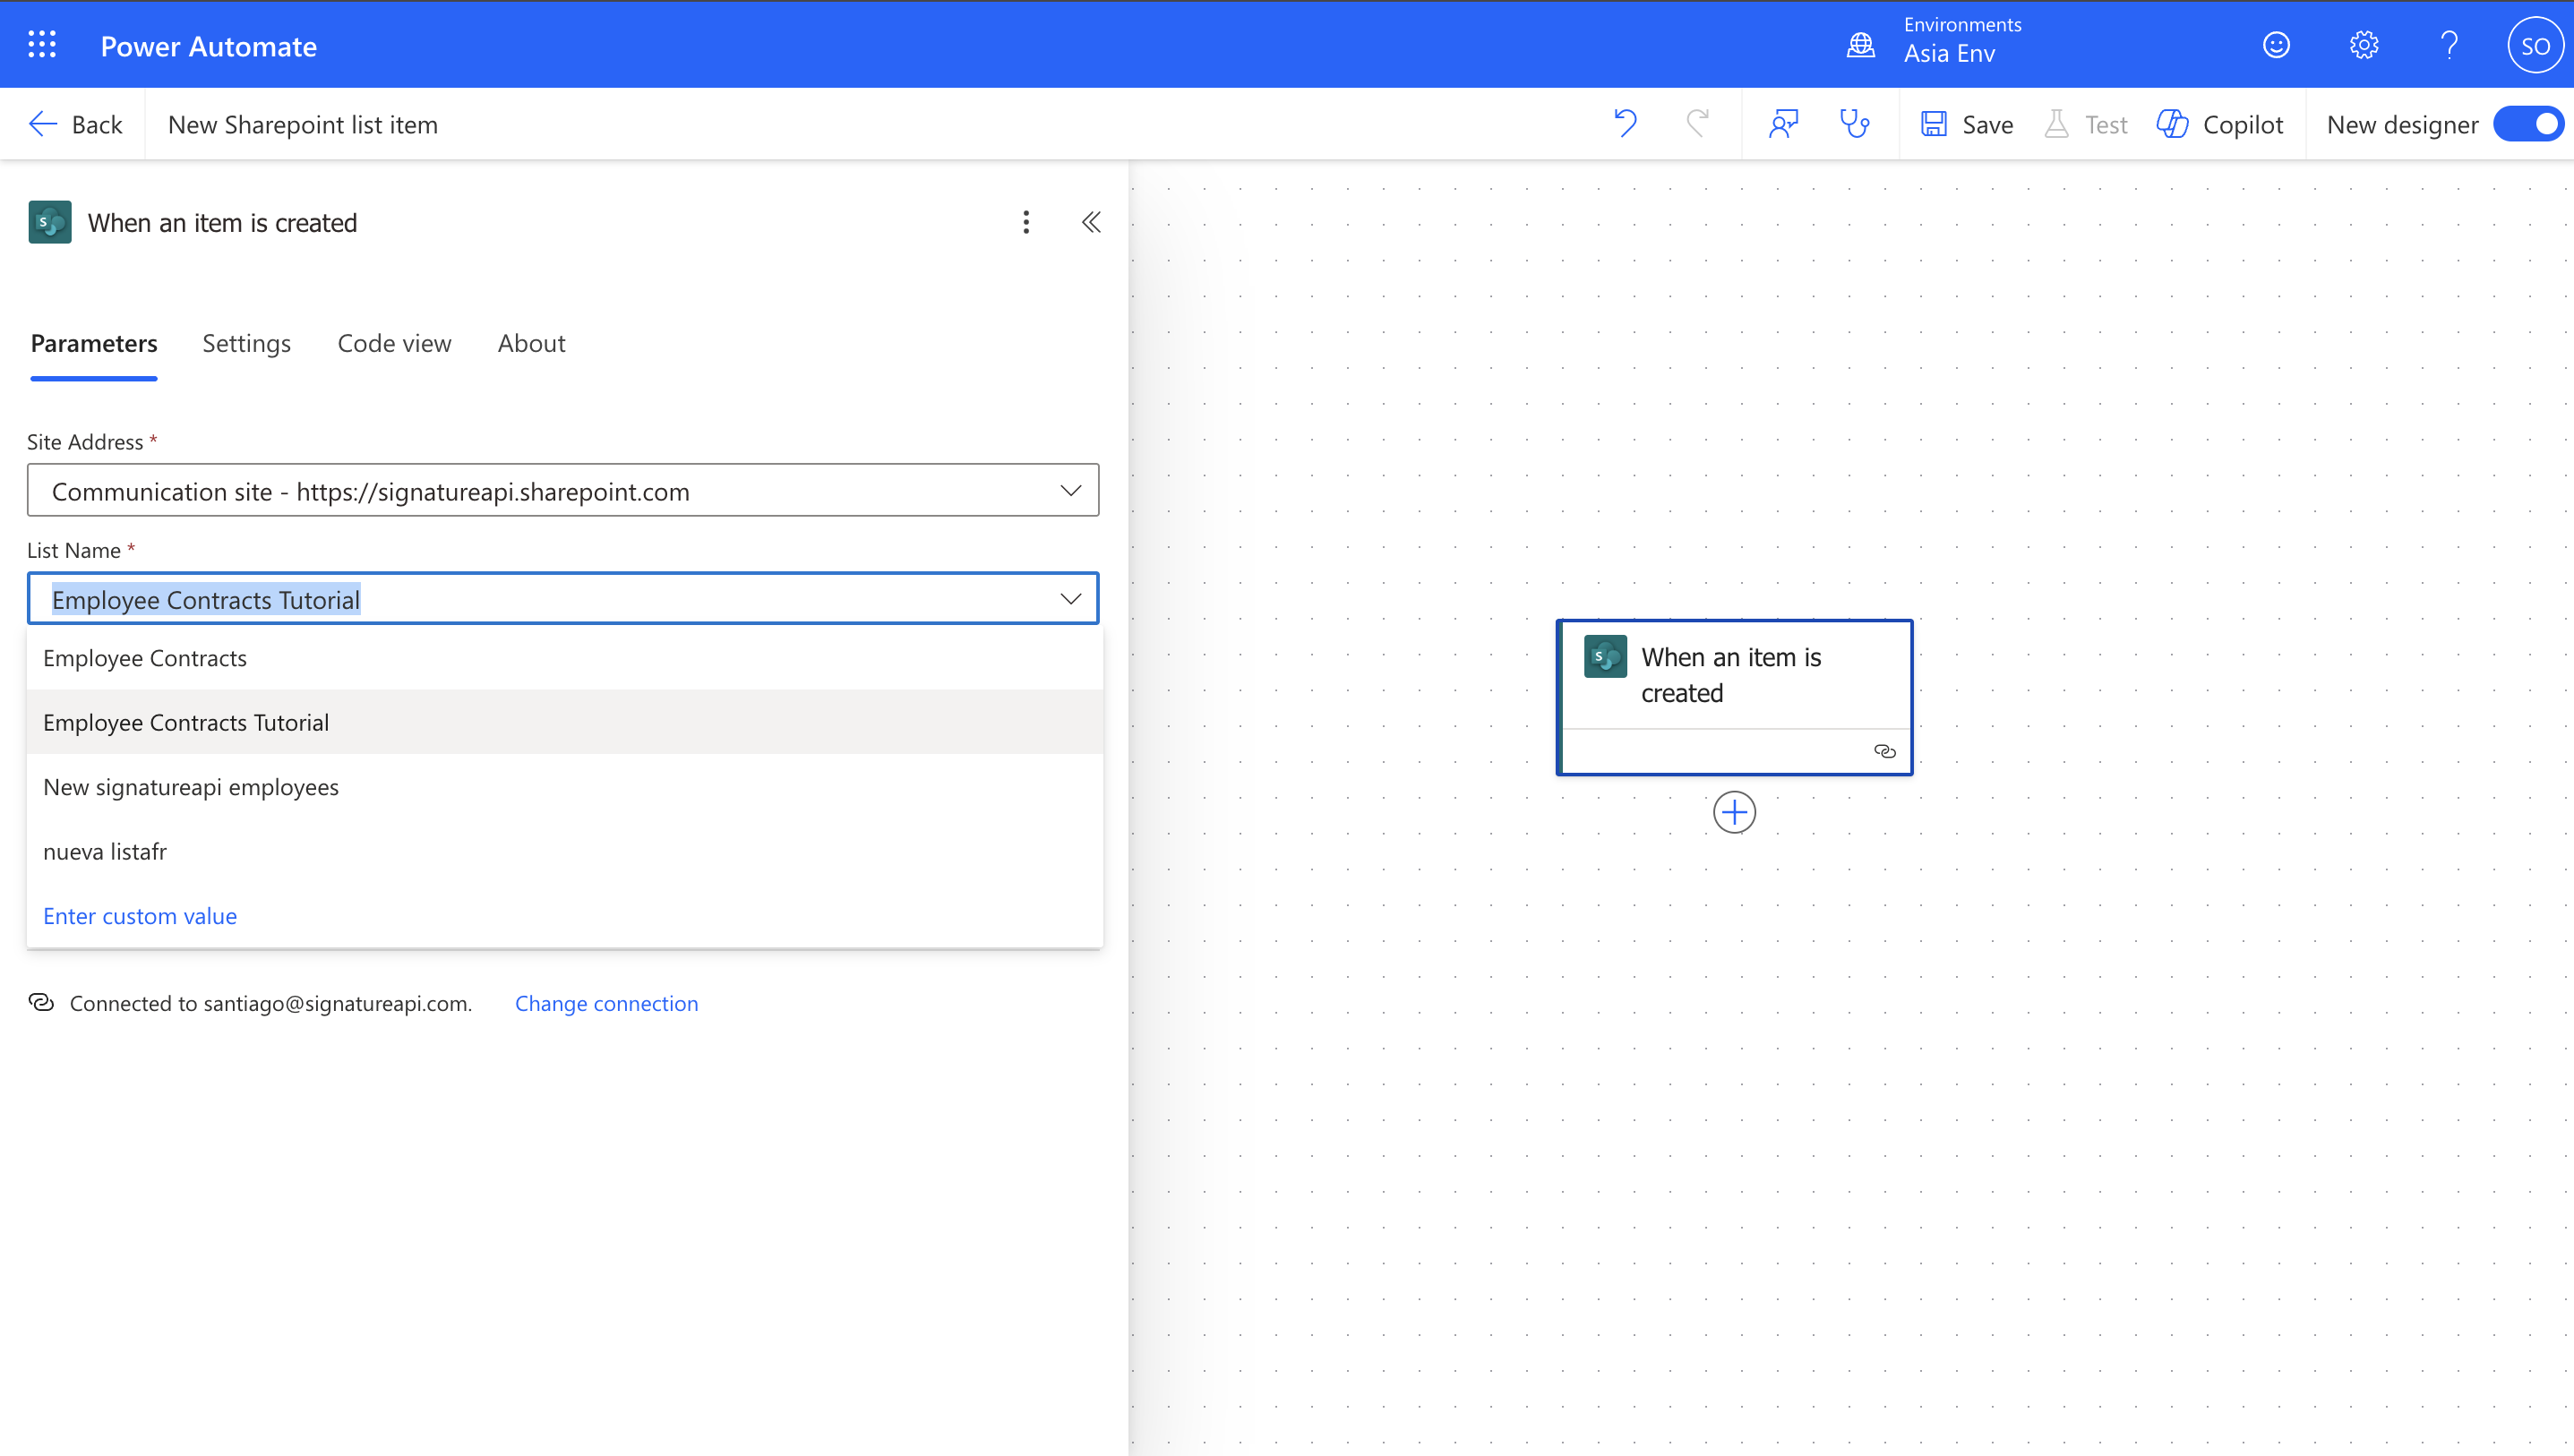 Power Automate
Environments
Asia Env
SO
Back
New Sharepoint list item
Save
Test
Copilot
New designer
When an item is created
Parameters
Settings
Code view
About
Site Address *
Communication site - https://signatureapi.sharepoint.com
List Name *
Employee Contracts Tutorial
Employee Contracts
Employee Contracts Tutorial
New signatureapi employees
nueva listafr
Enter custom value
Connected to santiago@signatureapi.com.
Change connection
When an item is
created